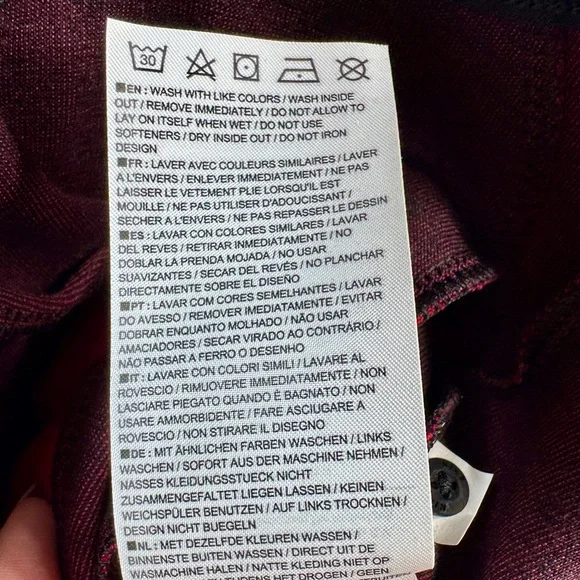 30
EN : WASH WITH LIKE COLORS / WASH INSIDE
OUT / REMOVE IMMEDIATELY / DO NOT ALLOW TO
LAY ON ITSELF WHEN WET / DO NOT USE
SOFTENERS / DRY INSIDE OUT / DO NOT IRON
DESIGN
FR : LAVER AVEC COULEURS SIMILAIRES / LAVER
A L'ENVERS / ENLEVER IMMEDIATEMENT / NE PAS
LAISSER LE VETEMENT PLIE LORSQU'IL EST
MOUILLE / NE PAS UTILISER D'ADOUCISSANT /
SECHER A L'ENVERS / NE PAS REPASSER LE DESSIN
ES : LAVAR CON COLORES SIMILARES / LAVAR
DEL REVES / RETIRAR INMEDIATAMENTE / NO
DOBLAR LA PRENDA MOJADA / NO USAR
SUAVIZANTES / SECAR DEL REVÉS / NO PLANCHAR
DIRECTAMENTE SOBRE EL DISEÑO
PT : LAVAR COM CORES SEMELHANTES / LAVAR
DO AVESSO / REMOVER IMEDIATAMENTE / EVITAR
DOBRAR ENQUANTO MOLHADO / NÃO USAR
AMACIADORES / SECAR VIRADO AO CONTRÁRIO /
NÃO PASSAR A FERRO O DESENHO
IT : LAVARE CON COLORI SIMILI / LAVARE AL
ROVESCIO / RIMUOVERE IMMEDIATAMENTE / NON
LASCIARE PIEGATO QUANDO È BAGNATO / NON
USARE AMMORBIDENTE / FARE ASCIUGARE A
ROVESCIO / NON STIRARE IL DISEGNO
DE : MIT ÄHNLICHEN FARBEN WASCHEN / LINKS
WASCHEN / SOFORT AUS DER MASCHINE NEHMEN /
NASSES KLEIDUNGSSTUECK NICHT
ZUSAMMENGEFALTET LIEGEN LASSEN / KEINEN
WEICHSPÜLER BENUTZEN / AUF LINKS TROCKNEN /
DESIGN NICHT BUEGELN
NL : MET DEZELFDE KLEUREN WASSEN /
BINNENSTE BUITEN WASSEN / DIRECT UIT DE
WASMACHINE HALEN / NATTE KLEDING NIET OP
TIJDENS HET DROGEN / GEEN